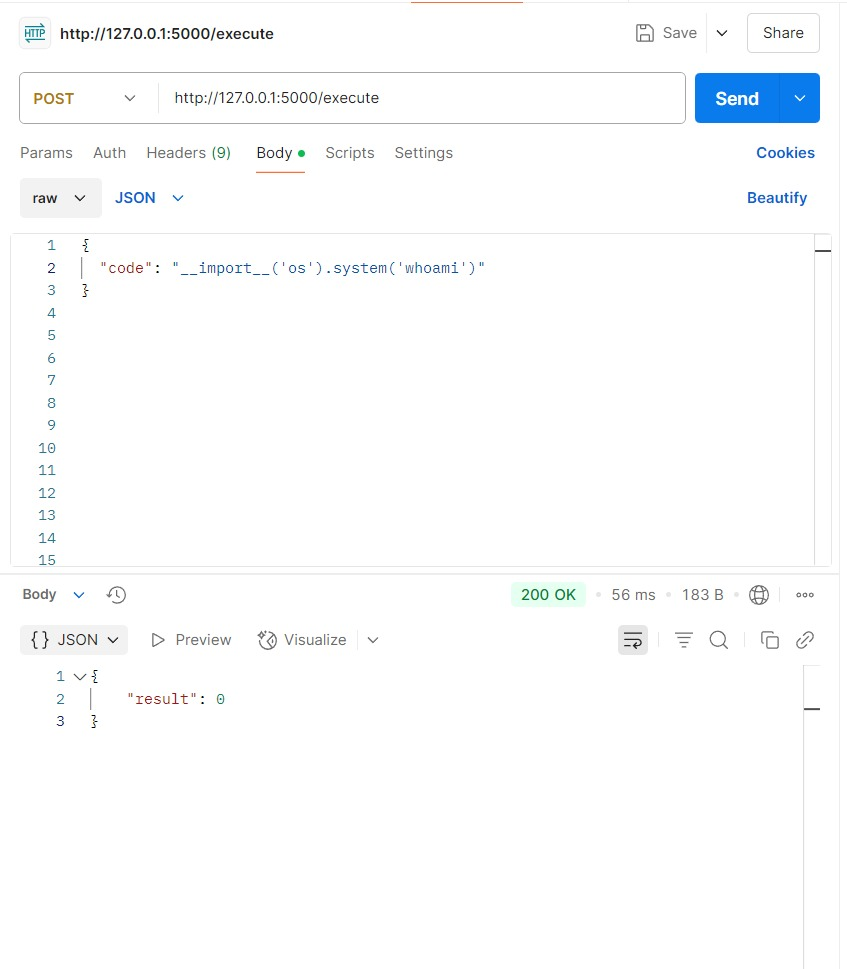 HTTP http://127.0.0.1:5000/execute Save Share
POST http://127.0.0.1:5000/execute Send
Params Auth Headers (9) Body Scripts Settings Cookies
raw JSON Beautify
1 {
2 "code": "__import__('os').system('whoami')"
3 }
4
5
6
7
8
9
10
11
12
13
14
15
Body 200 OK 56 ms 183 B
{} JSON Preview Visualize
1 {
2 "result": 0
3 }